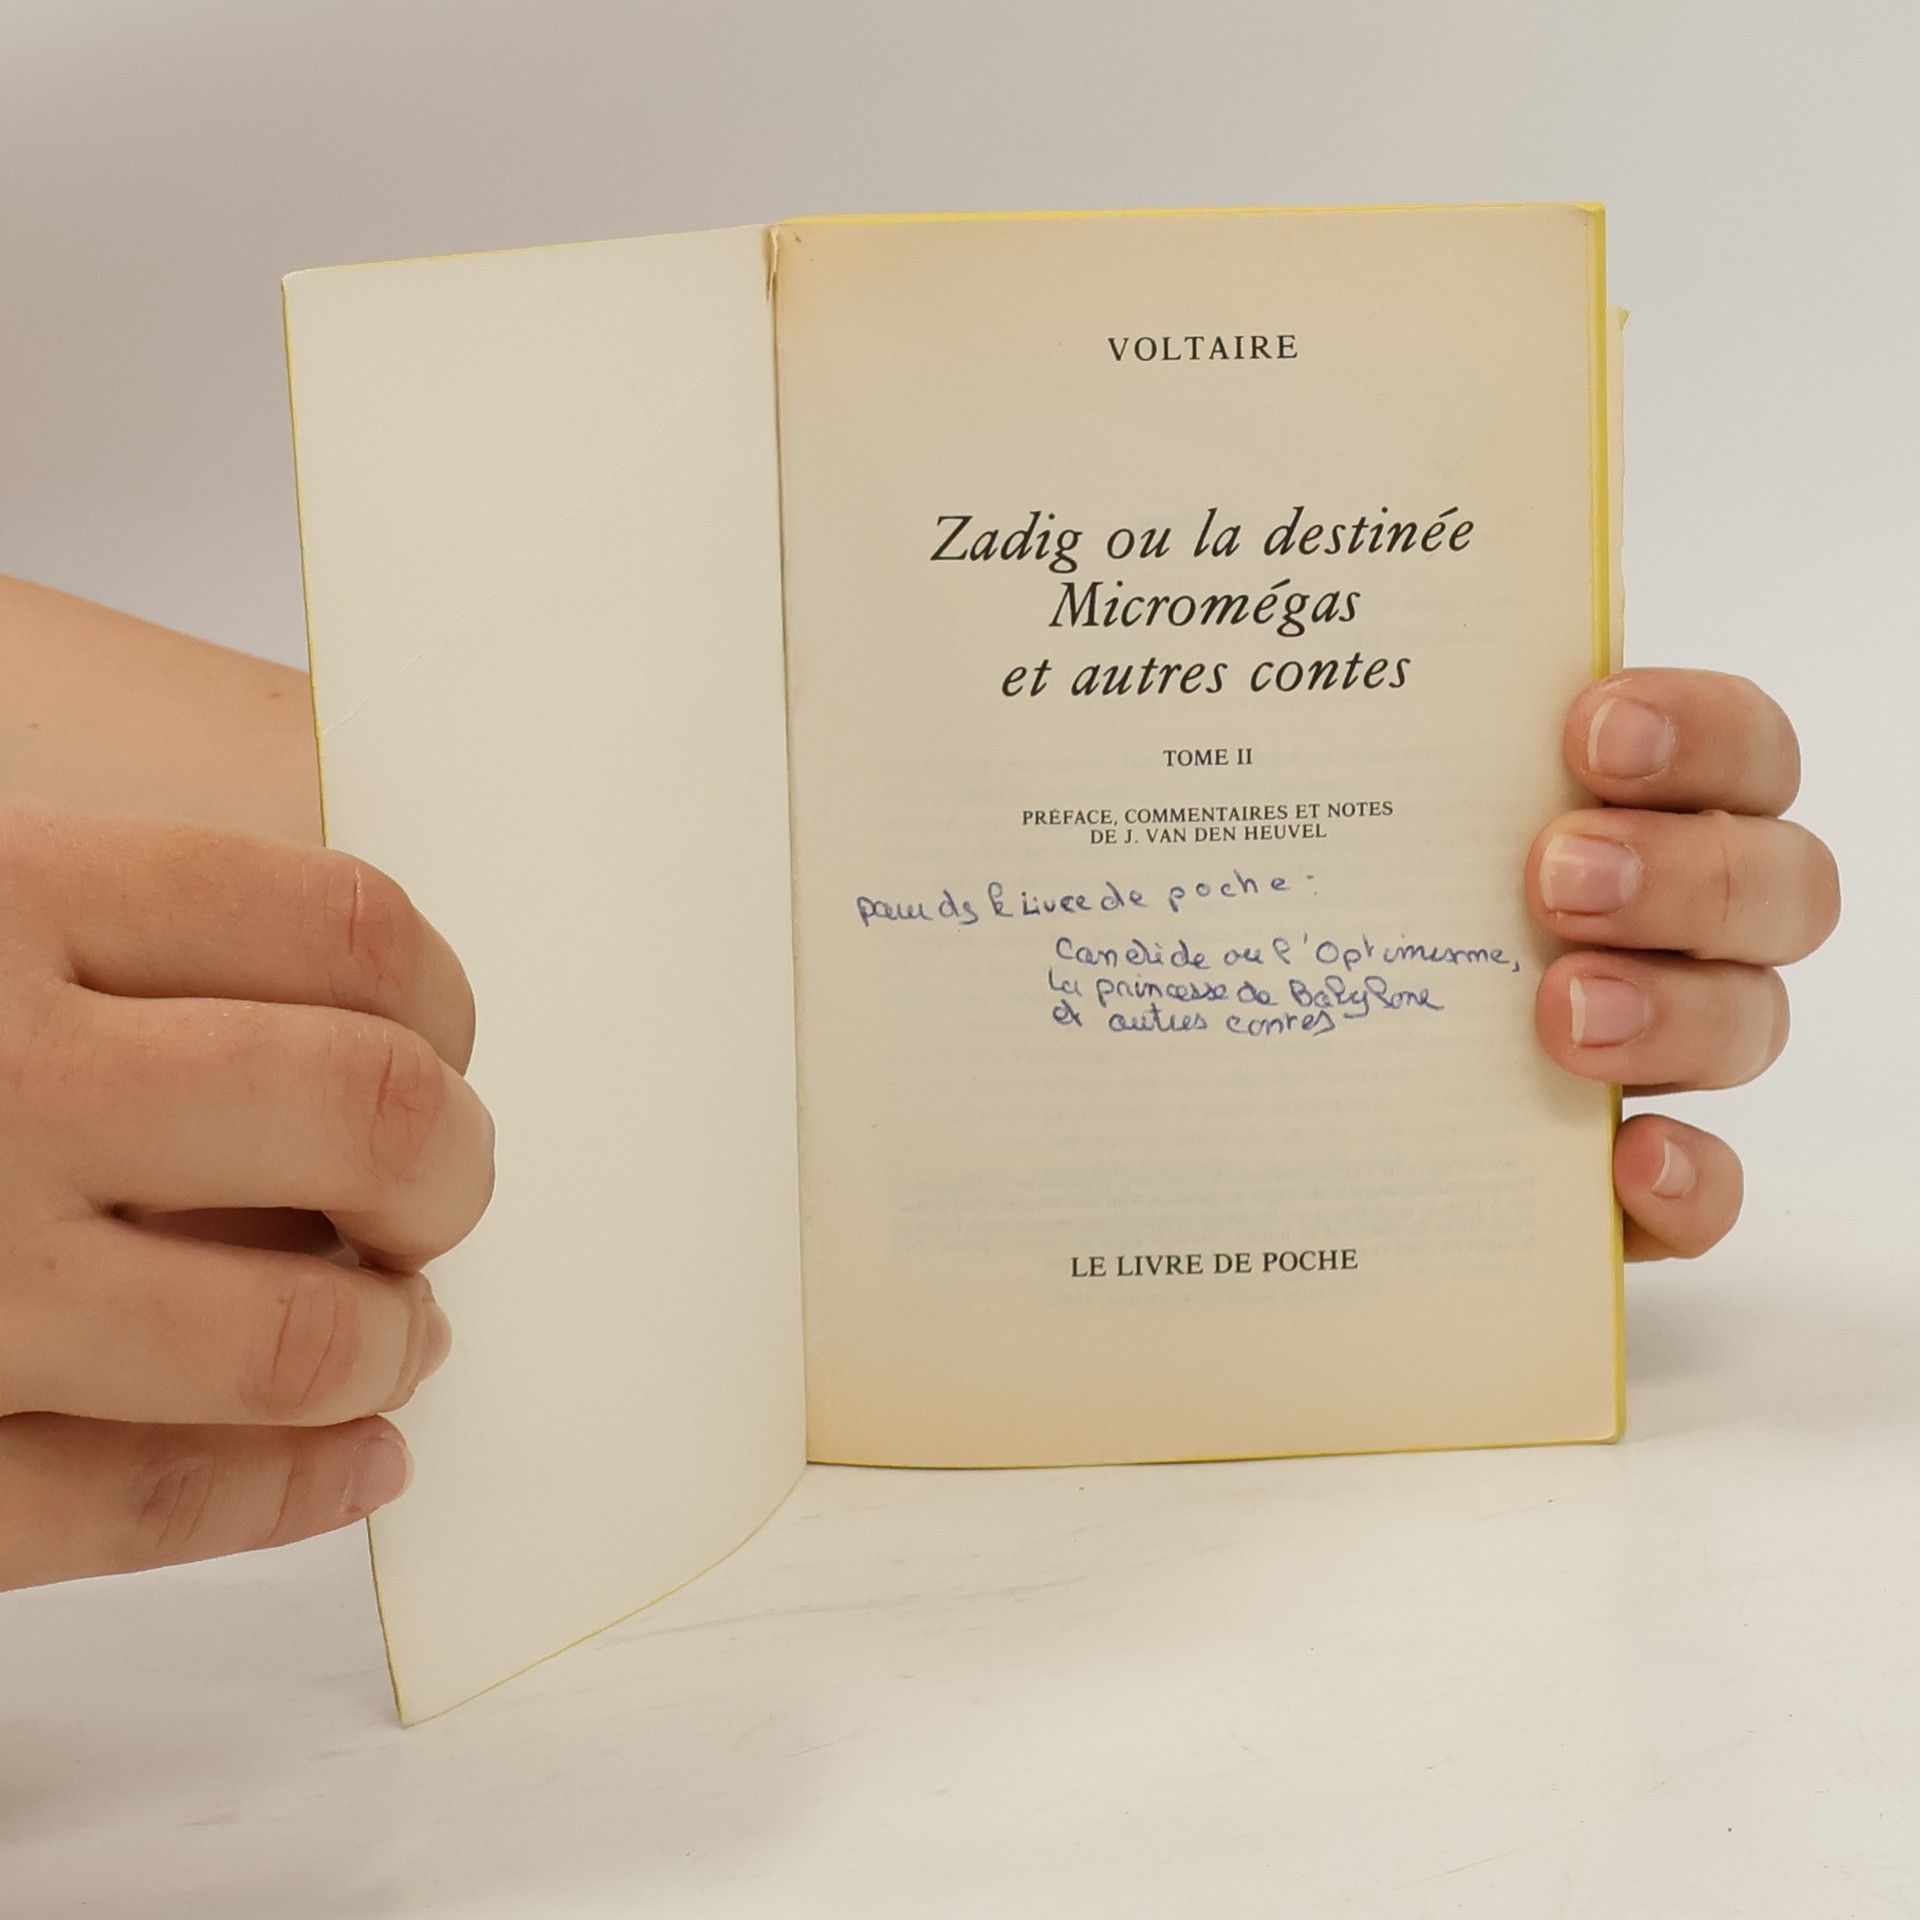 VOLTAIRE
Zadig ou la destinée
Micromégas
et autres contes
TOME II
PRÉFACE, COMMENTAIRES ET NOTES
DE J. VAN DEN HEUVEL
paru ds le Livre de poche :
Candide ou l'Optimisme,
la princesse de Babylone
et autres contes
LE LIVRE DE POCHE